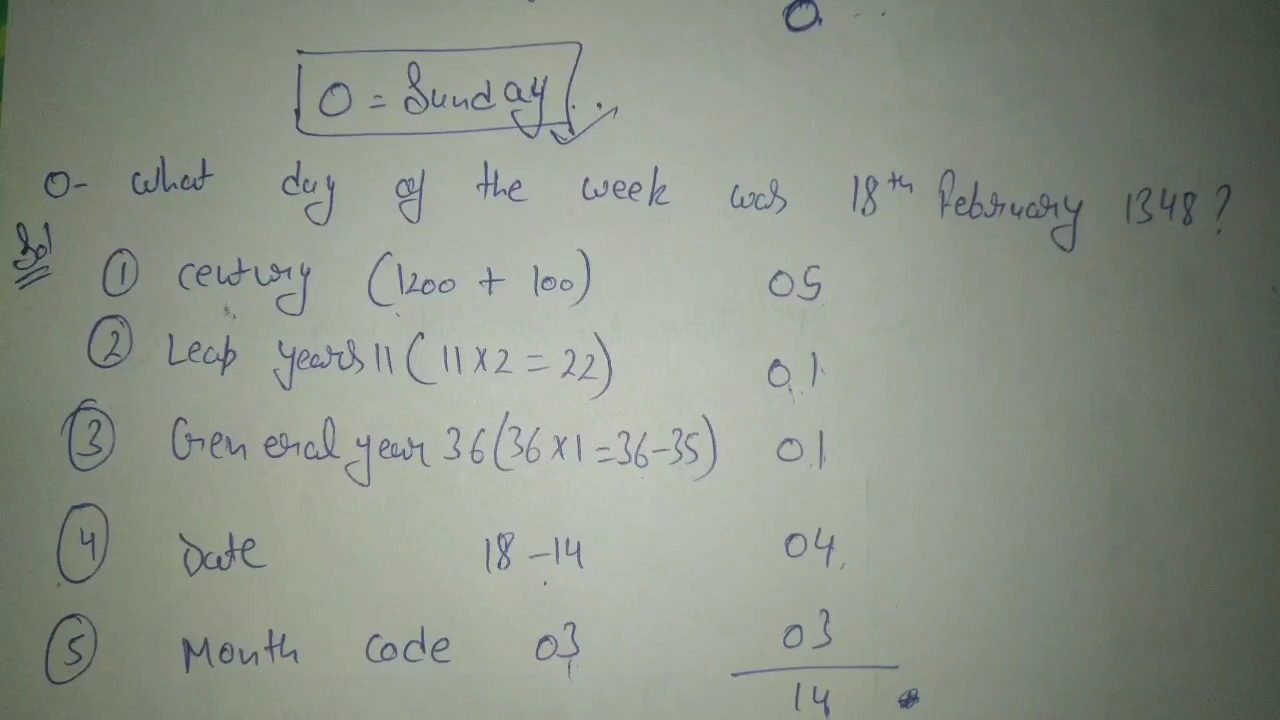 O ..
0 = Sunday
Q- What day of the week was 18th February 1348?
Sol
① century (1200 + 100) 05
② Leap years 11 (11 x 2 = 22) 01
③ General year 36 (36 x 1 = 36 - 35) 01
④ Date 18 - 14 04
⑤ Month code 03 03
14